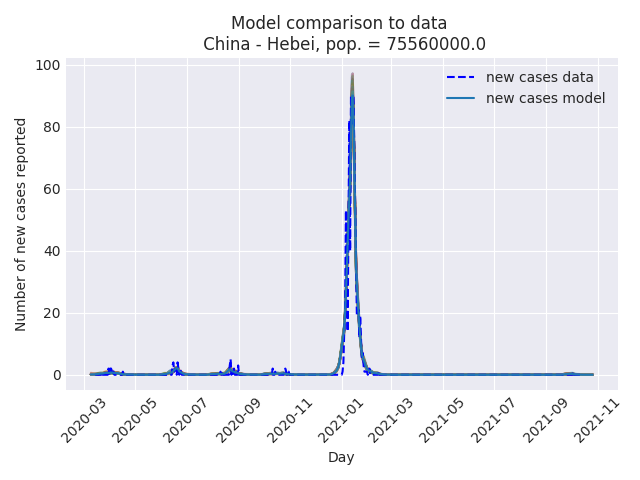 Model comparison to data
China - Hebei, pop. = 75560000.0
new cases data
new cases model
Number of new cases reported
100
80
60
40
20
0
2020-03
2020-05
2020-07
2020-09
2020-11
2021-01
2021-03
2021-05
2021-07
2021-09
2021-11
Day